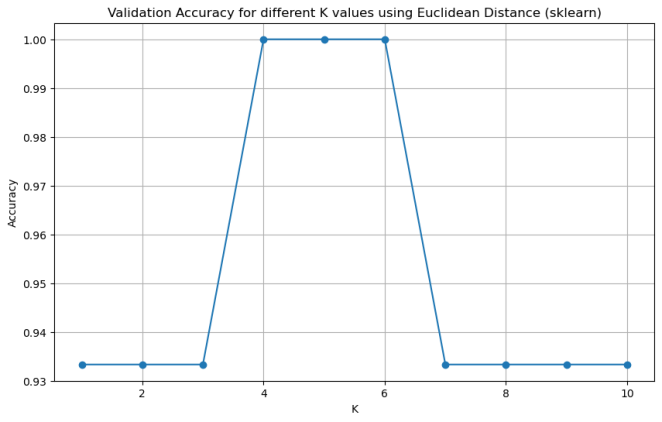 Validation Accuracy for different K values using Euclidean Distance (sklearn)
1.00
0.99
0.98
0.97
0.96
0.95
0.94
0.93
Accuracy
2 4 6 8 10
K